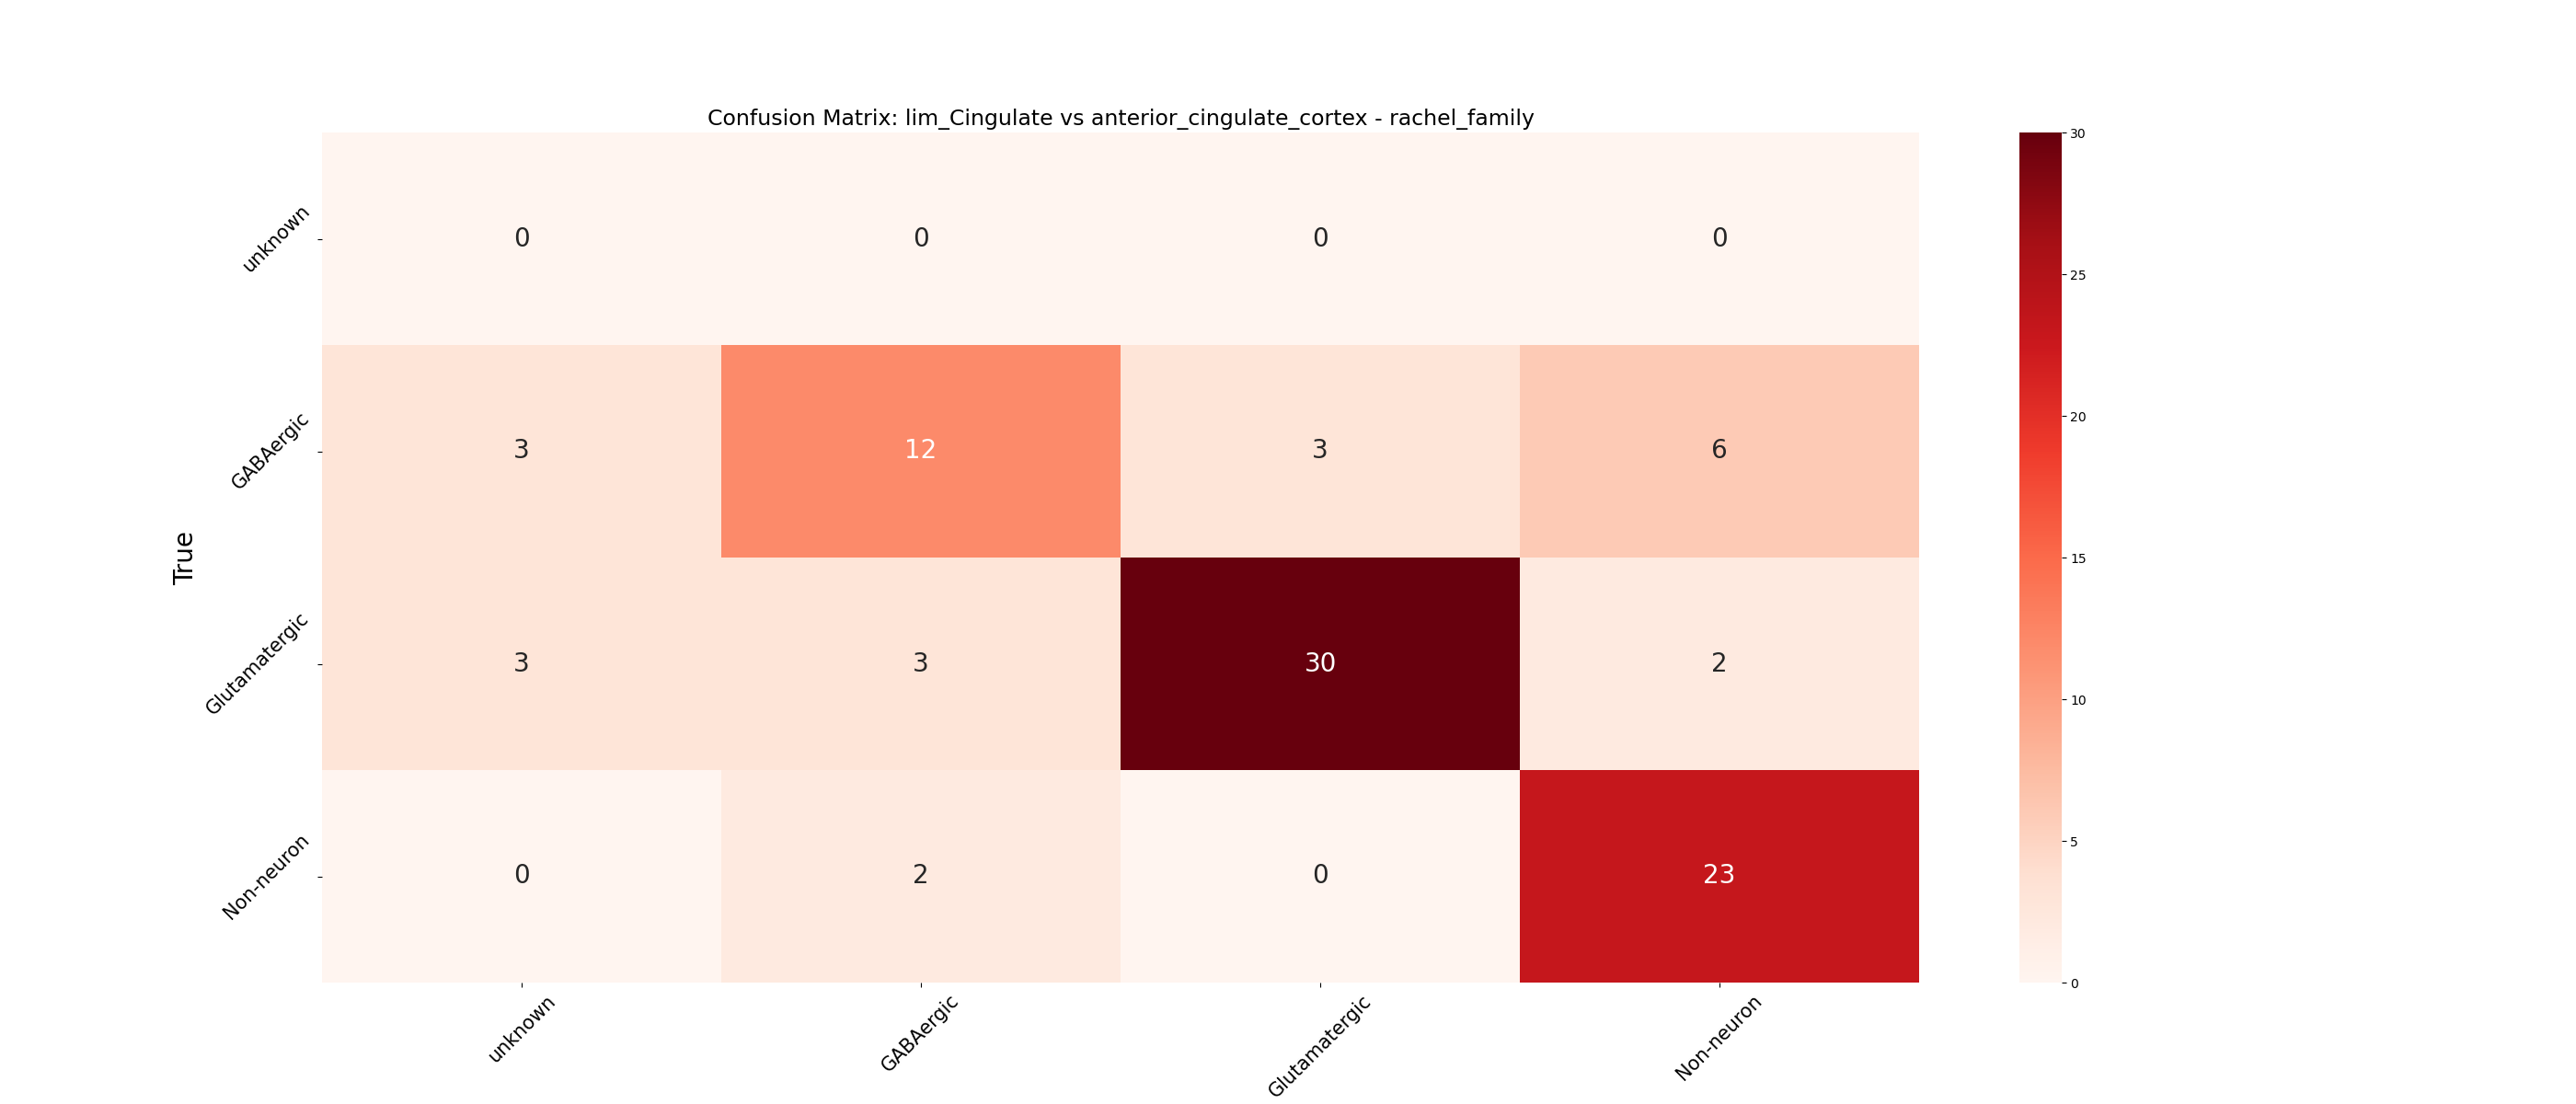 Confusion Matrix: lim_Cingulate vs anterior_cingulate_cortex - rachel_family
True
unknown
0 0 0 0
GABAergic
3 12 3 6
Glutamatergic
3 3 30 2
Non-neuron
0 2 0 23
unknown GABAergic Glutamatergic Non-neuron
30
25
20
15
10
5
0